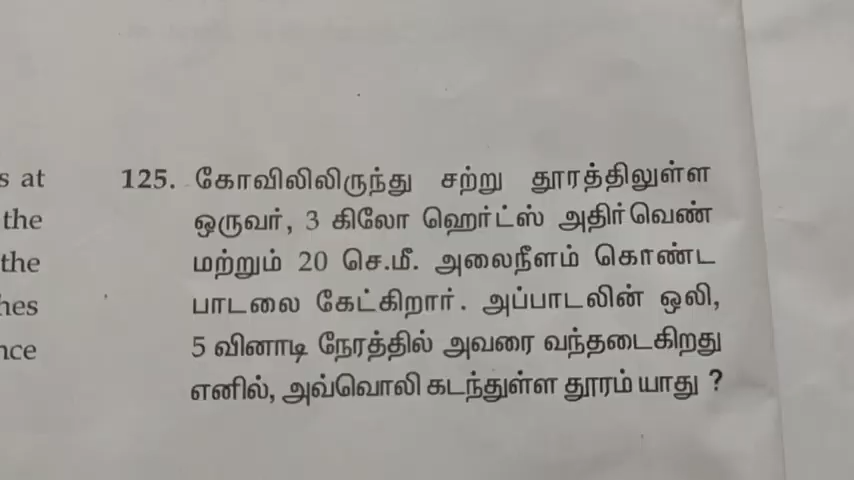 s at
the
the
hes
nce
125. கோவிலிலிருந்து சற்று தூரத்திலுள்ள
ஒருவர், 3 கிலோ ஹெர்ட்ஸ் அதிர்வெண்
மற்றும் 20 செ.மீ. அலைநீளம் கொண்ட
பாடலை கேட்கிறார். அப்பாடலின் ஒலி,
5 வினாடி நேரத்தில் அவரை வந்தடைகிறது
எனில், அவ்வொலி கடந்துள்ள தூரம் யாது ?